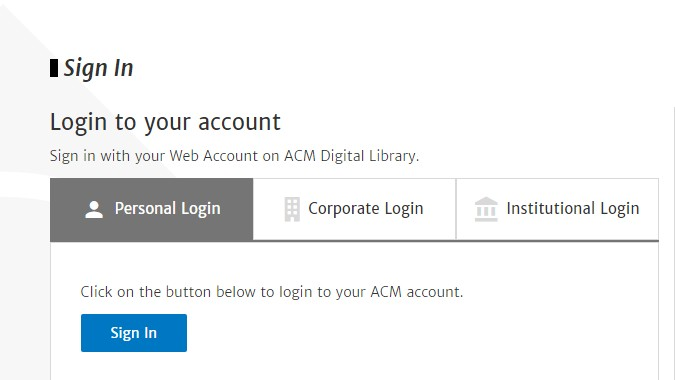 Sign In
Login to your account
Sign in with your Web Account on ACM Digital Library.
Personal Login
Corporate Login
Institutional Login
Click on the button below to login to your ACM account.
Sign In